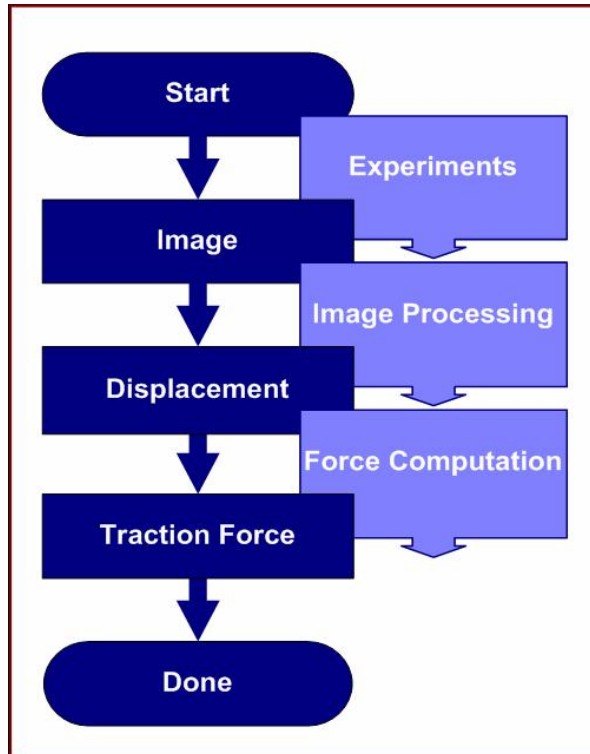 Start
Experiments
Image
Image Processing
Displacement
Force Computation
Traction Force
Done